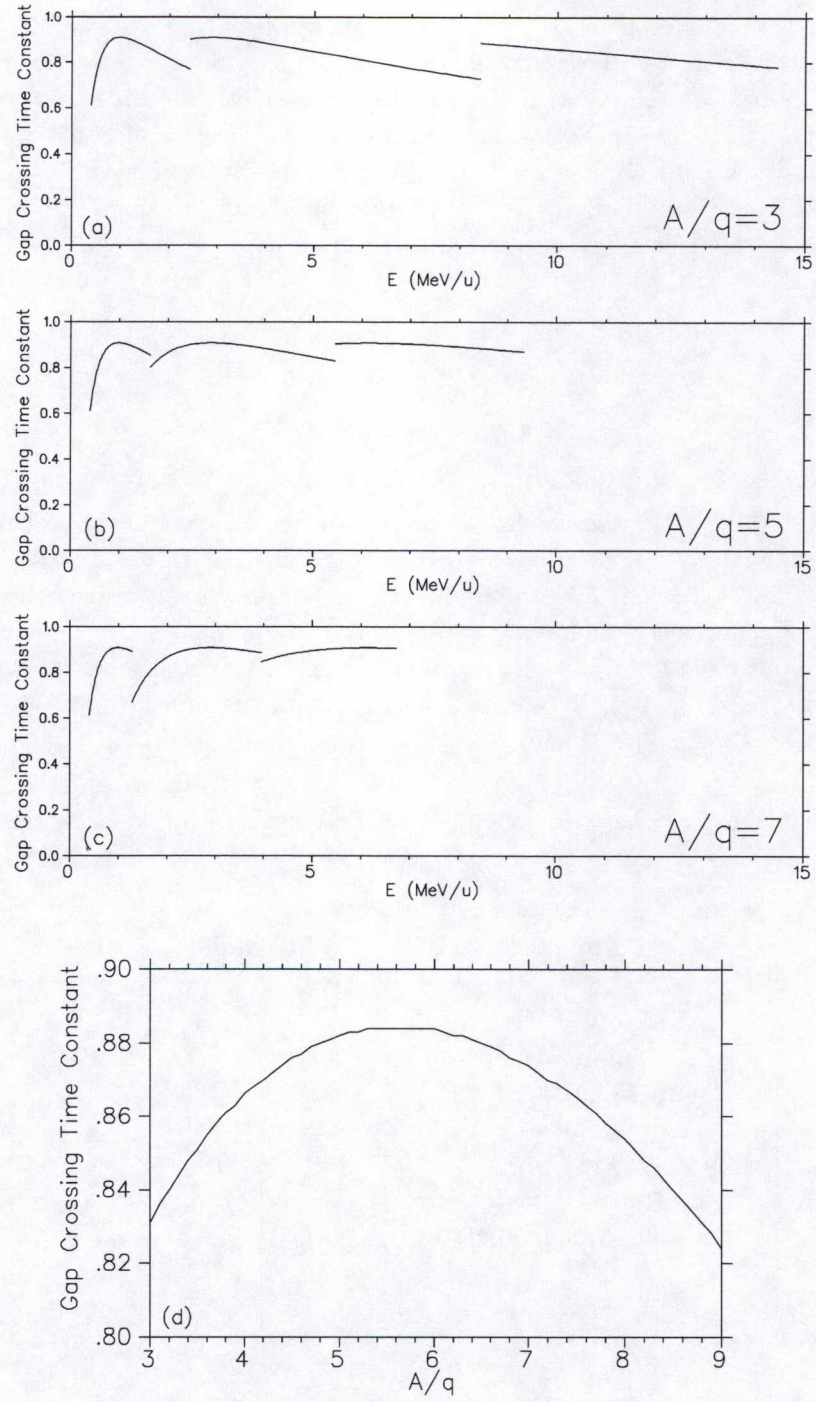 Gap Crossing Time Constant
1.0
0.8
0.6
0.4
0.2
0.0
(a)
A/q=3
0 5 10 15
E (MeV/u)
Gap Crossing Time Constant
1.0
0.8
0.6
0.4
0.2
0.0
(b)
A/q=5
0 5 10 15
E (MeV/u)
Gap Crossing Time Constant
1.0
0.8
0.6
0.4
0.2
0.0
(c)
A/q=7
0 5 10 15
E (MeV/u)
Gap Crossing Time Constant
.90
.88
.86
.84
.82
.80
(d)
3 4 5 6 7 8 9
A/q